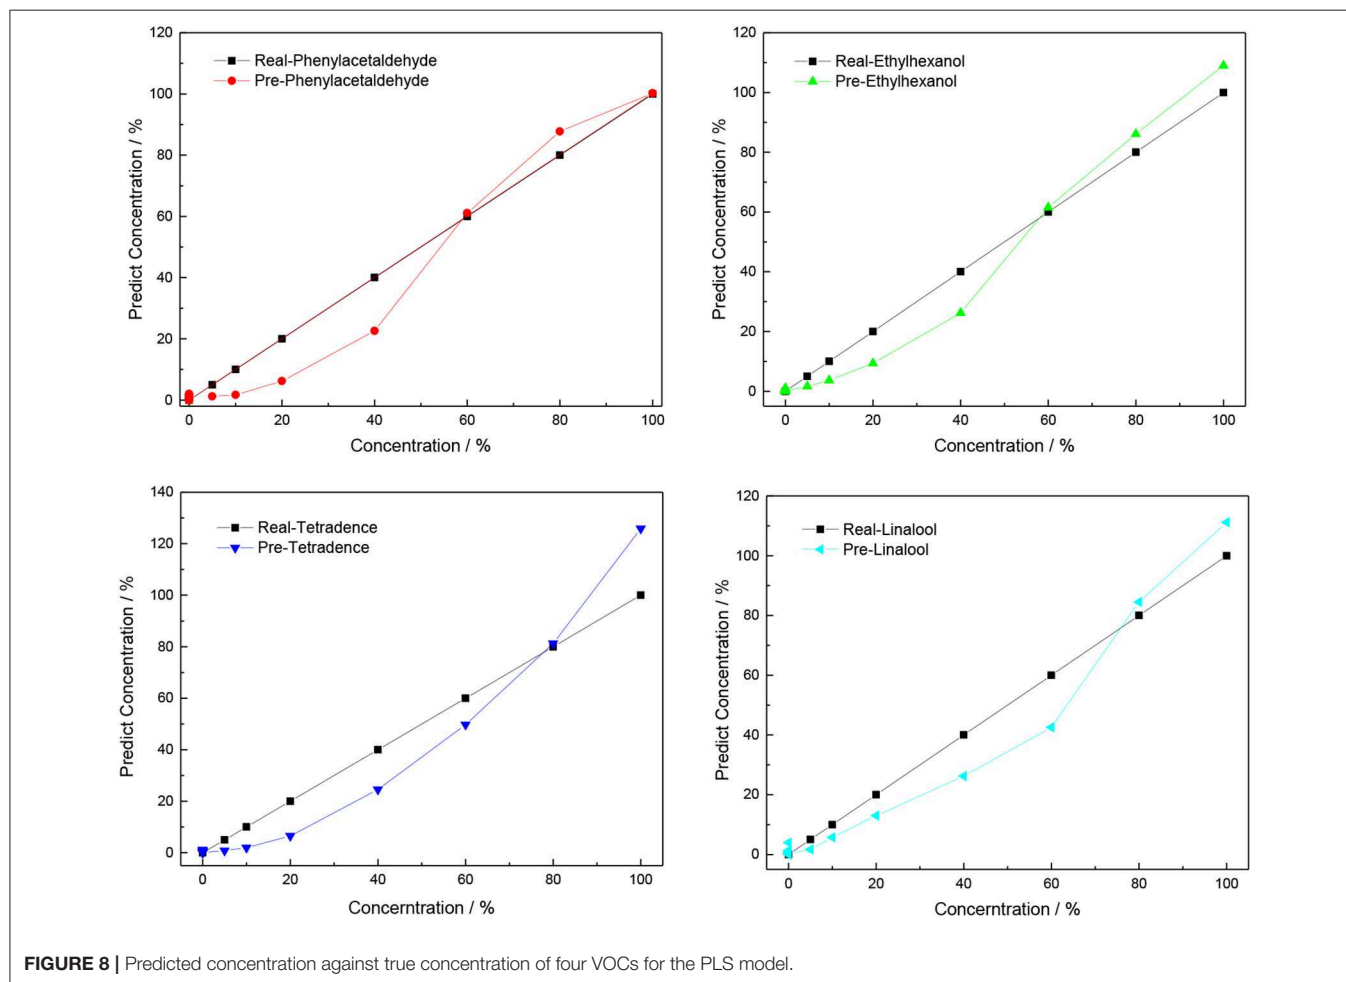 120
100
80
60
40
20
0
Predict Concentration / %
Real-Phenylacetaldehyde
Pre-Phenylacetaldehyde
0 20 40 60 80 100
Concentration / %
120
100
80
60
40
20
0
Predict Concentration / %
Real-Ethylhexanol
Pre-Ethylhexanol
0 20 40 60 80 100
Concentration / %
140
120
100
80
60
40
20
0
Predict Concentration / %
Real-Tetradence
Pre-Tetradence
0 20 40 60 80 100
Concerntration / %
120
100
80
60
40
20
0
Predict Concentration / %
Real-Linalool
Pre-Linalool
0 20 40 60 80 100
Concerntration / %
FIGURE 8 | Predicted concentration against true concentration of four VOCs for the PLS model.